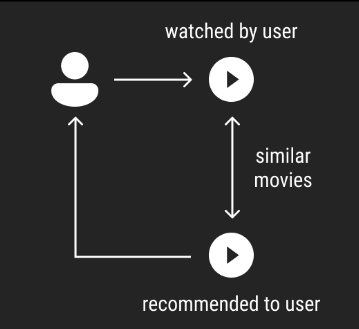 watched by user
similar
movies
recommended to user